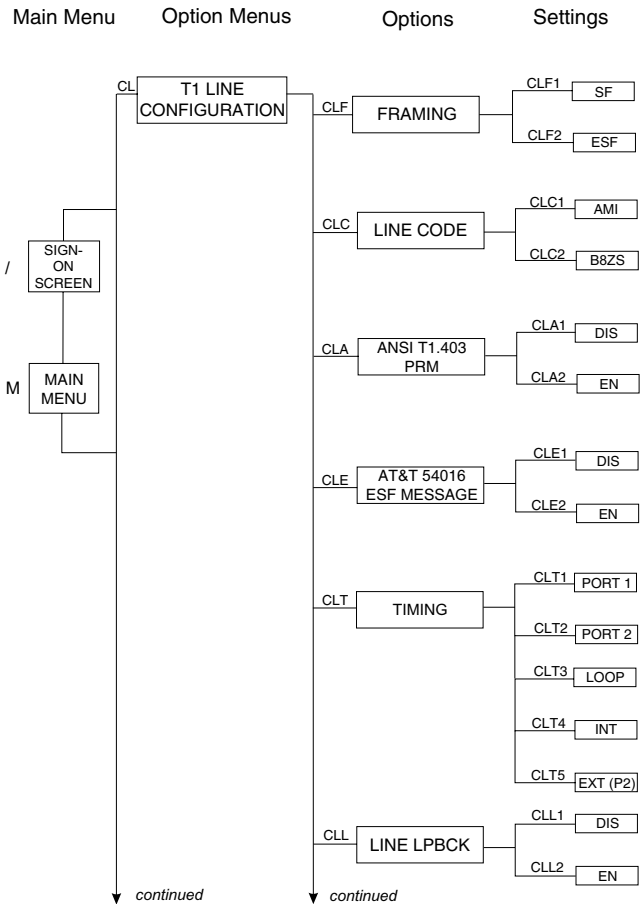 Main Menu Option Menus Options Settings
CL
T1 LINE
CONFIGURATION
CLF
FRAMING
CLF1
SF
CLF2
ESF
CLC
LINE CODE
CLC1
AMI
CLC2
B8ZS
/
SIGN-
ON
SCREEN
M
MAIN
MENU
CLA
ANSI T1.403
PRM
CLA1
DIS
CLA2
EN
CLE
AT&T 54016
ESF MESSAGE
CLE1
DIS
CLE2
EN
CLT
TIMING
CLT1
PORT 1
CLT2
PORT 2
CLT3
LOOP
CLT4
INT
CLT5
EXT (P2)
CLL
LINE LPBCK
CLL1
DIS
CLL2
EN
continued
continued